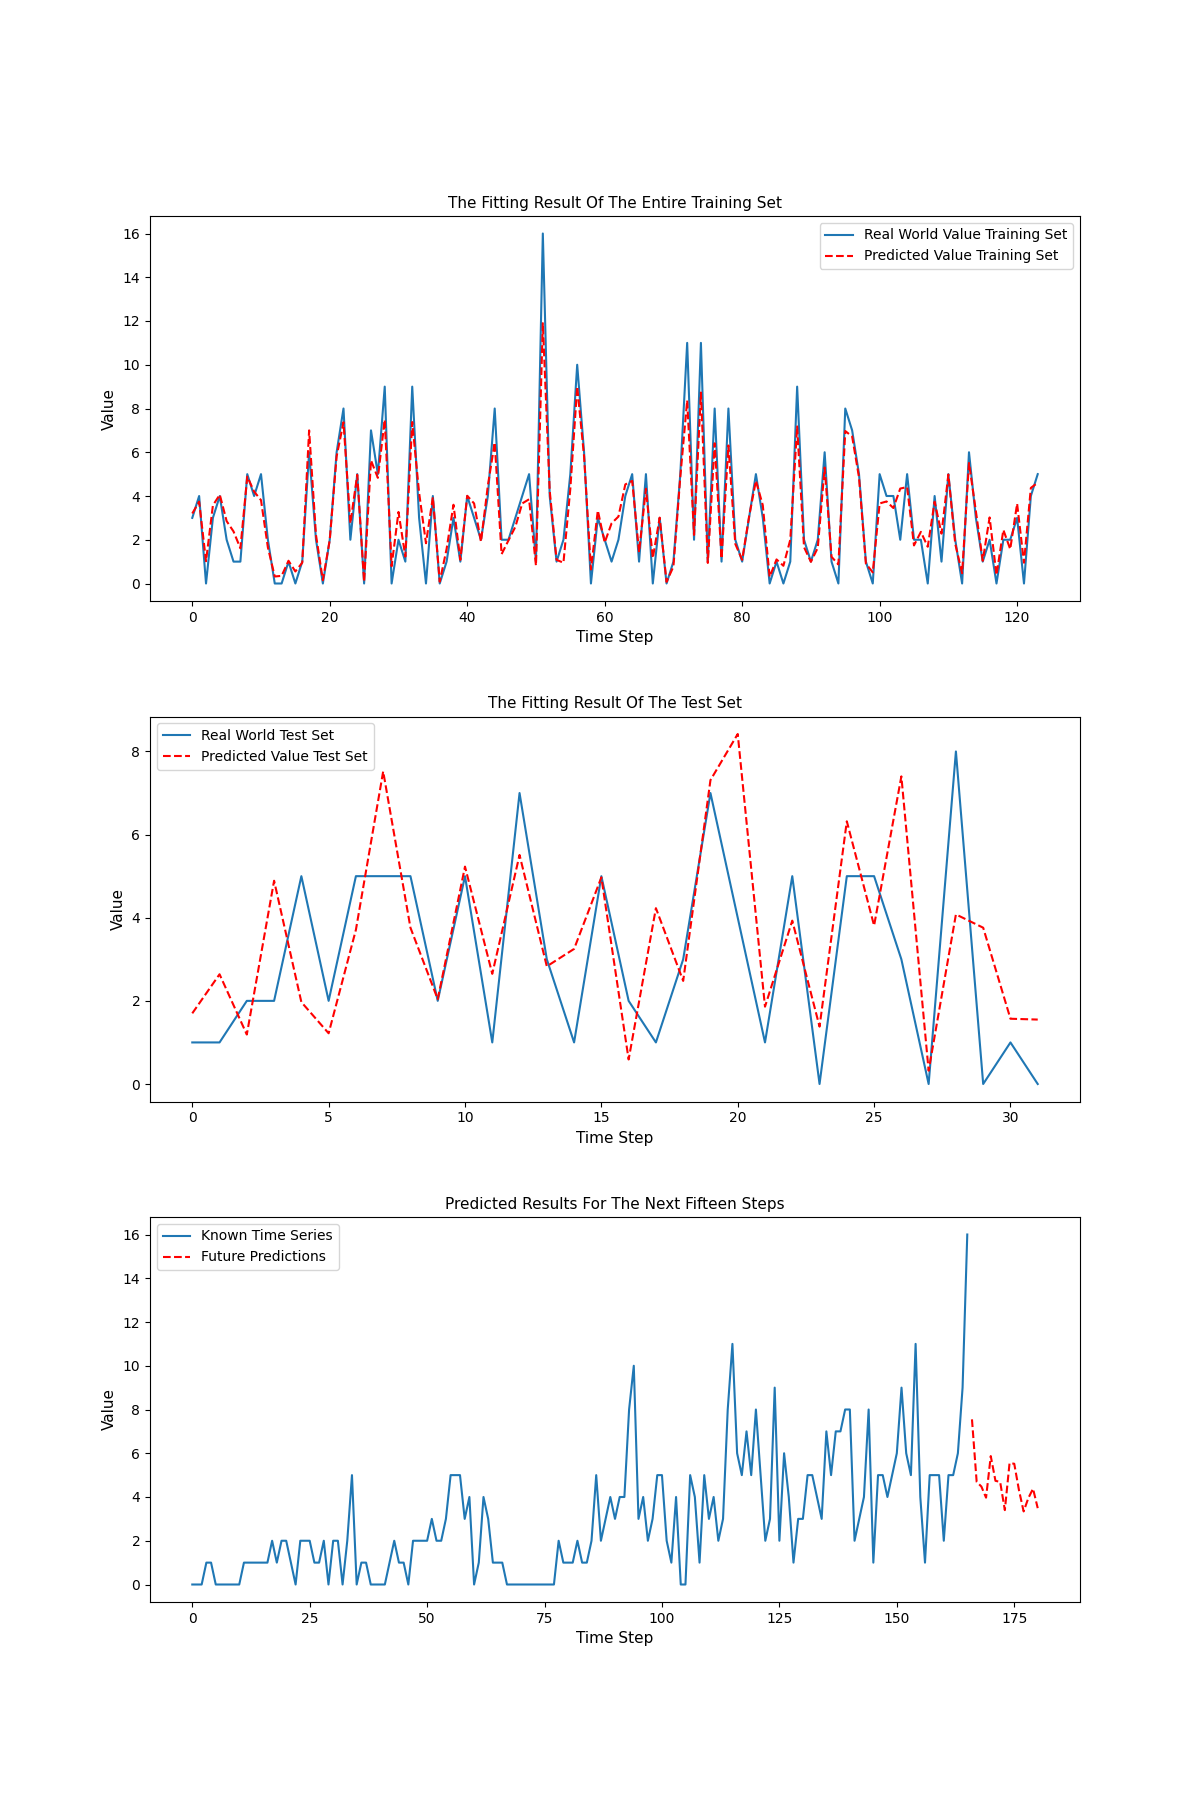 The Fitting Result Of The Entire Training Set
Real World Value Training Set
Predicted Value Training Set
16
14
12
10
8
6
4
2
0
Value
0 20 40 60 80 100 120
Time Step
The Fitting Result Of The Test Set
Real World Test Set
Predicted Value Test Set
8
6
4
2
0
Value
0 5 10 15 20 25 30
Time Step
Predicted Results For The Next Fifteen Steps
Known Time Series
Future Predictions
16
14
12
10
8
6
4
2
0
Value
0 25 50 75 100 125 150 175
Time Step